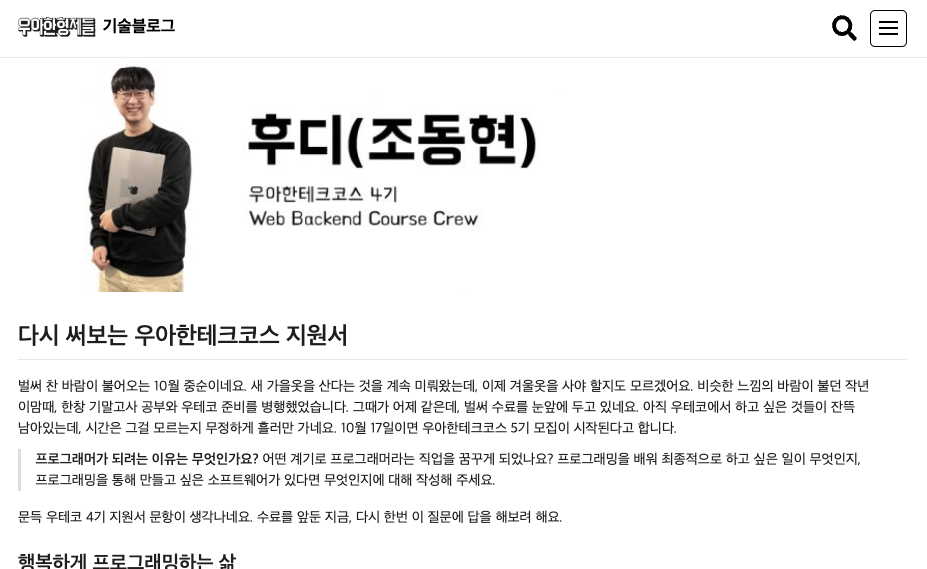 우아한형제들 기술블로그
후디(조동현)
우아한테크코스 4기
Web Backend Course Crew
다시 써보는 우아한테크코스 지원서
벌써 찬 바람이 불어오는 10월 중순이네요. 새 가을옷을 산다는 것을 계속 미뤄왔는데, 이제 겨울옷을 사야 할지도 모르겠어요. 비슷한 느낌의 바람이 불던 작년
이맘때, 한창 기말고사 공부와 우테코 준비를 병행했었습니다. 그때가 어제 같은데, 벌써 수료를 눈앞에 두고 있네요. 아직 우테코에서 하고 싶은 것들이 잔뜩
남아있는데, 시간은 그걸 모르는지 무정하게 흘러만 가네요. 10월 17일이면 우아한테크코스 5기 모집이 시작된다고 합니다.
프로그래머가 되려는 이유는 무엇인가요? 어떤 계기로 프로그래머라는 직업을 꿈꾸게 되었나요? 프로그래밍을 배워 최종적으로 하고 싶은 일이 무엇인지,
프로그래밍을 통해 만들고 싶은 소프트웨어가 있다면 무엇인지에 대해 작성해 주세요.
문득 우테코 4기 지원서 문항이 생각나네요. 수료를 앞둔 지금, 다시 한번 이 질문에 답을 해보려 해요.
행복하게 프로그래밍하는 삶